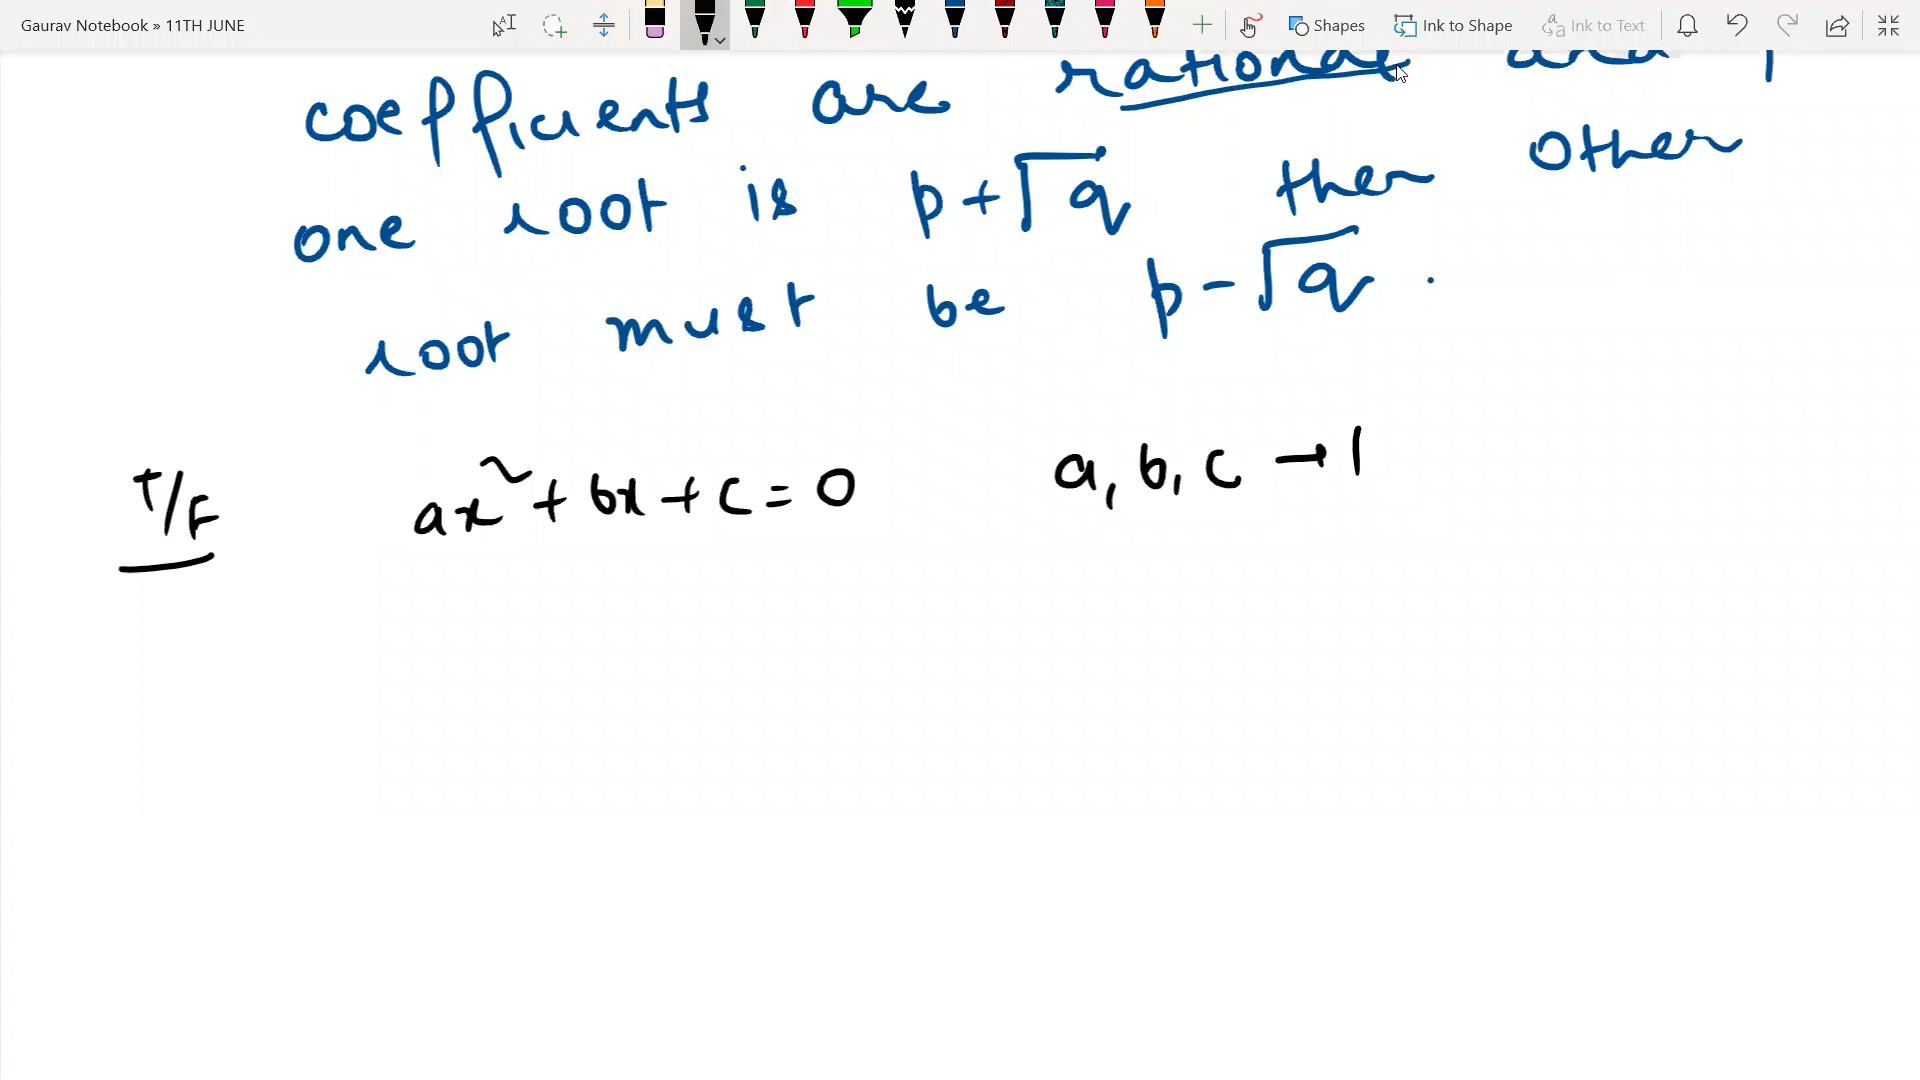 Gaurav Notebook » 11TH JUNE
Shapes
Ink to Shape
Ink to Text
coefficients are rational and
one root is p+√q then other
root must be p-√q .
T/F ax²+bx+c=0 a,b,c →